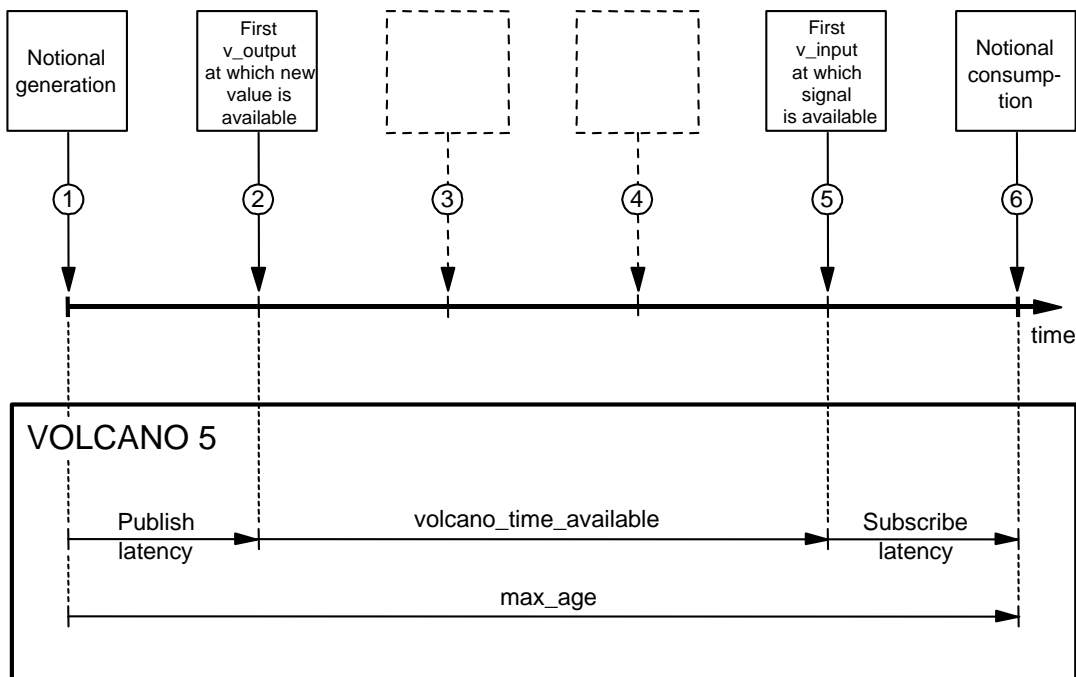 Notional
generation
First
v_output
at which new
value is
available
First
v_input
at which
signal
is available
Notional
consump-
tion
1
2
3
4
5
6
time
VOLCANO 5
Publish
latency
volcano_time_available
Subscribe
latency
max_age